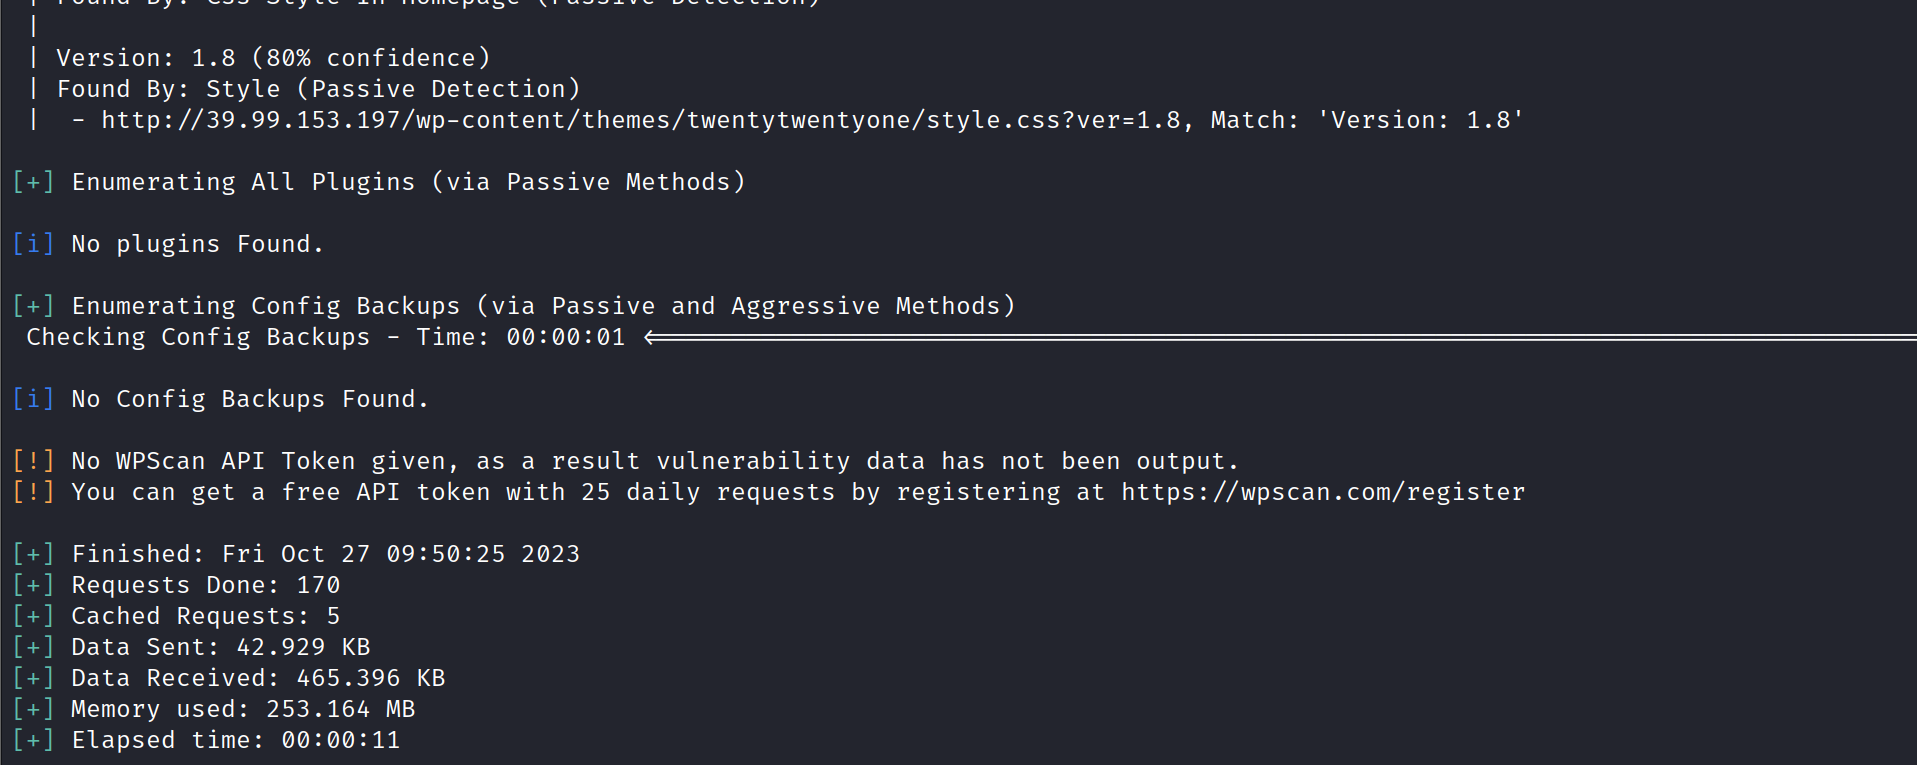 | Found By: Css Style In Homepage (Passive Detection)
|
| Version: 1.8 (80% confidence)
| Found By: Style (Passive Detection)
|  - http://39.99.153.197/wp-content/themes/twentytwentyone/style.css?ver=1.8, Match: 'Version: 1.8'
[+] Enumerating All Plugins (via Passive Methods)
[i] No plugins Found.
[+] Enumerating Config Backups (via Passive and Aggressive Methods)
Checking Config Backups - Time: 00:00:01 <==================================================
[i] No Config Backups Found.
[!] No WPScan API Token given, as a result vulnerability data has not been output.
[!] You can get a free API token with 25 daily requests by registering at https://wpscan.com/register
[+] Finished: Fri Oct 27 09:50:25 2023
[+] Requests Done: 170
[+] Cached Requests: 5
[+] Data Sent: 42.929 KB
[+] Data Received: 465.396 KB
[+] Memory used: 253.164 MB
[+] Elapsed time: 00:00:11